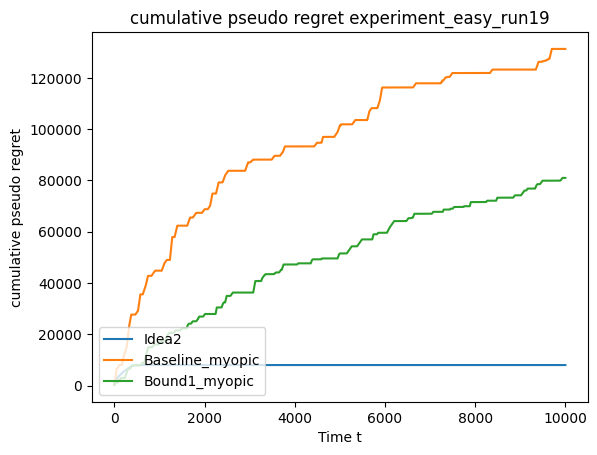 cumulative pseudo regret experiment_easy_run19
cumulative pseudo regret
120000
100000
80000
60000
40000
20000
0
Idea2
Baseline_myopic
Bound1_myopic
0 2000 4000 6000 8000 10000
Time t